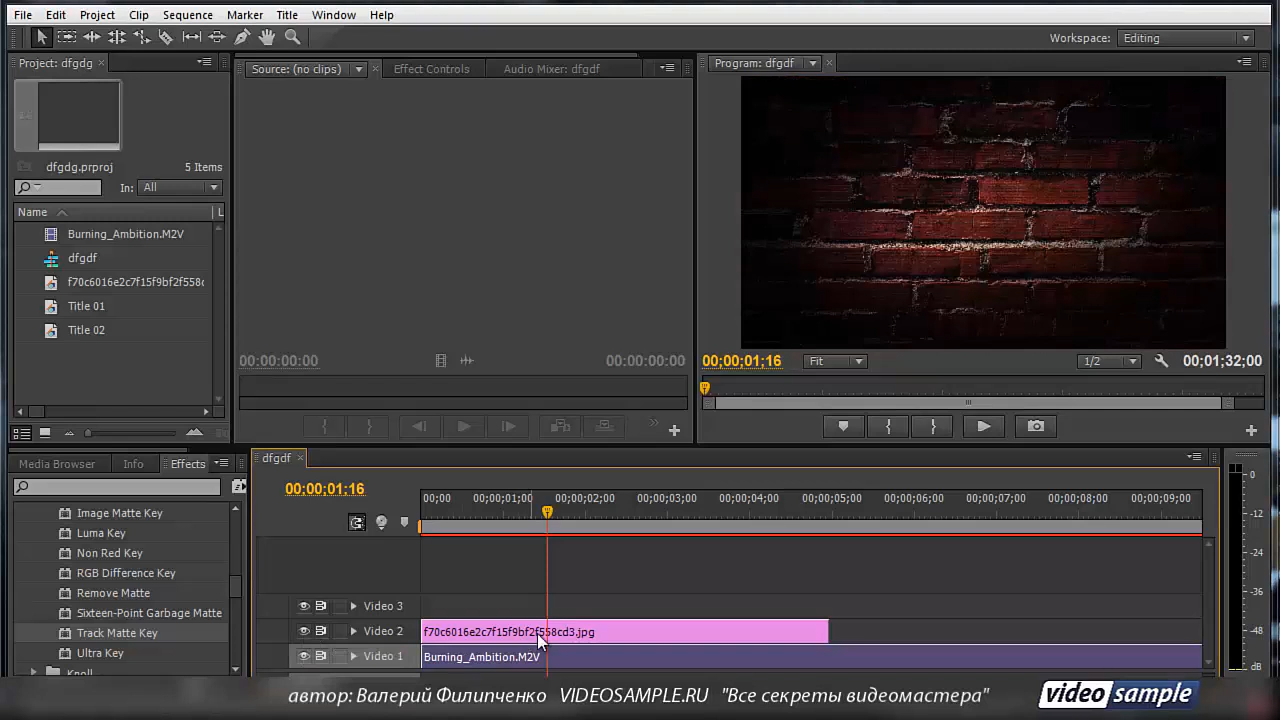 File Edit Project Clip Sequence Marker Title Window Help
Workspace: Editing
Project: dfgdg
Source: (no clips) Effect Controls Audio Mixer: dfgdf
Program: dfgdf
dfgdg.prproj
5 Items
In: All
Name
Burning_Ambition.M2V
dfgdf
f70c6016e2c7f15f9bf2f558c
Title 01
Title 02
00:00:00:00
00:00:00:00
00;00;01;16
Fit
1/2
00;01;32;00
Media Browser Info Effects
Image Matte Key
Luma Key
Non Red Key
RGB Difference Key
Remove Matte
Sixteen-Point Garbage Matte
Track Matte Key
Ultra Key
Knoll
dfgdf
00;00;01;16
00;00 00;00;01;00 00;00;02;00 00;00;03;00 00;00;04;00 00;00;05;00 00;00;06;00 00;00;07;00 00;00;08;00 00;00;09;00
Video 3
Video 2
f70c6016e2c7f15f9bf2f558cd3.jpg
Video 1
Burning_Ambition.M2V
0
-12
-24
-36
-48
dB
автор: Валерий Филипченко VIDEOSAMPLE.RU "Все секреты видеомастера"
video sample